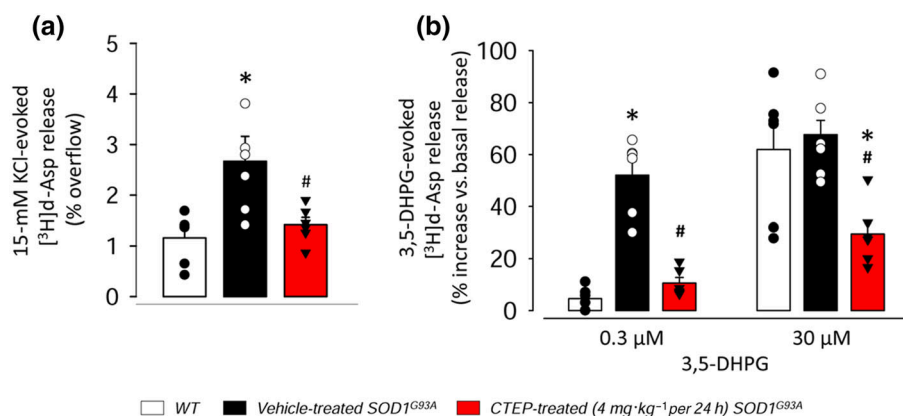 (a)
15-mM KCl-evoked
[³H]d-Asp release
(% overflow)
5
4
3
2
1
0
*
#
(b)
3,5-DHPG-evoked
[³H]d-Asp release
(% increase vs.basal release)
100
80
60
40
20
0
*
#
*
#
0.3 μM
30 μM
3,5-DHPG
WT
Vehicle-treated SOD1ᴳ⁹³ᴬ
CTEP-treated (4 mg·kg⁻¹ per 24 h) SOD1ᴳ⁹³ᴬ